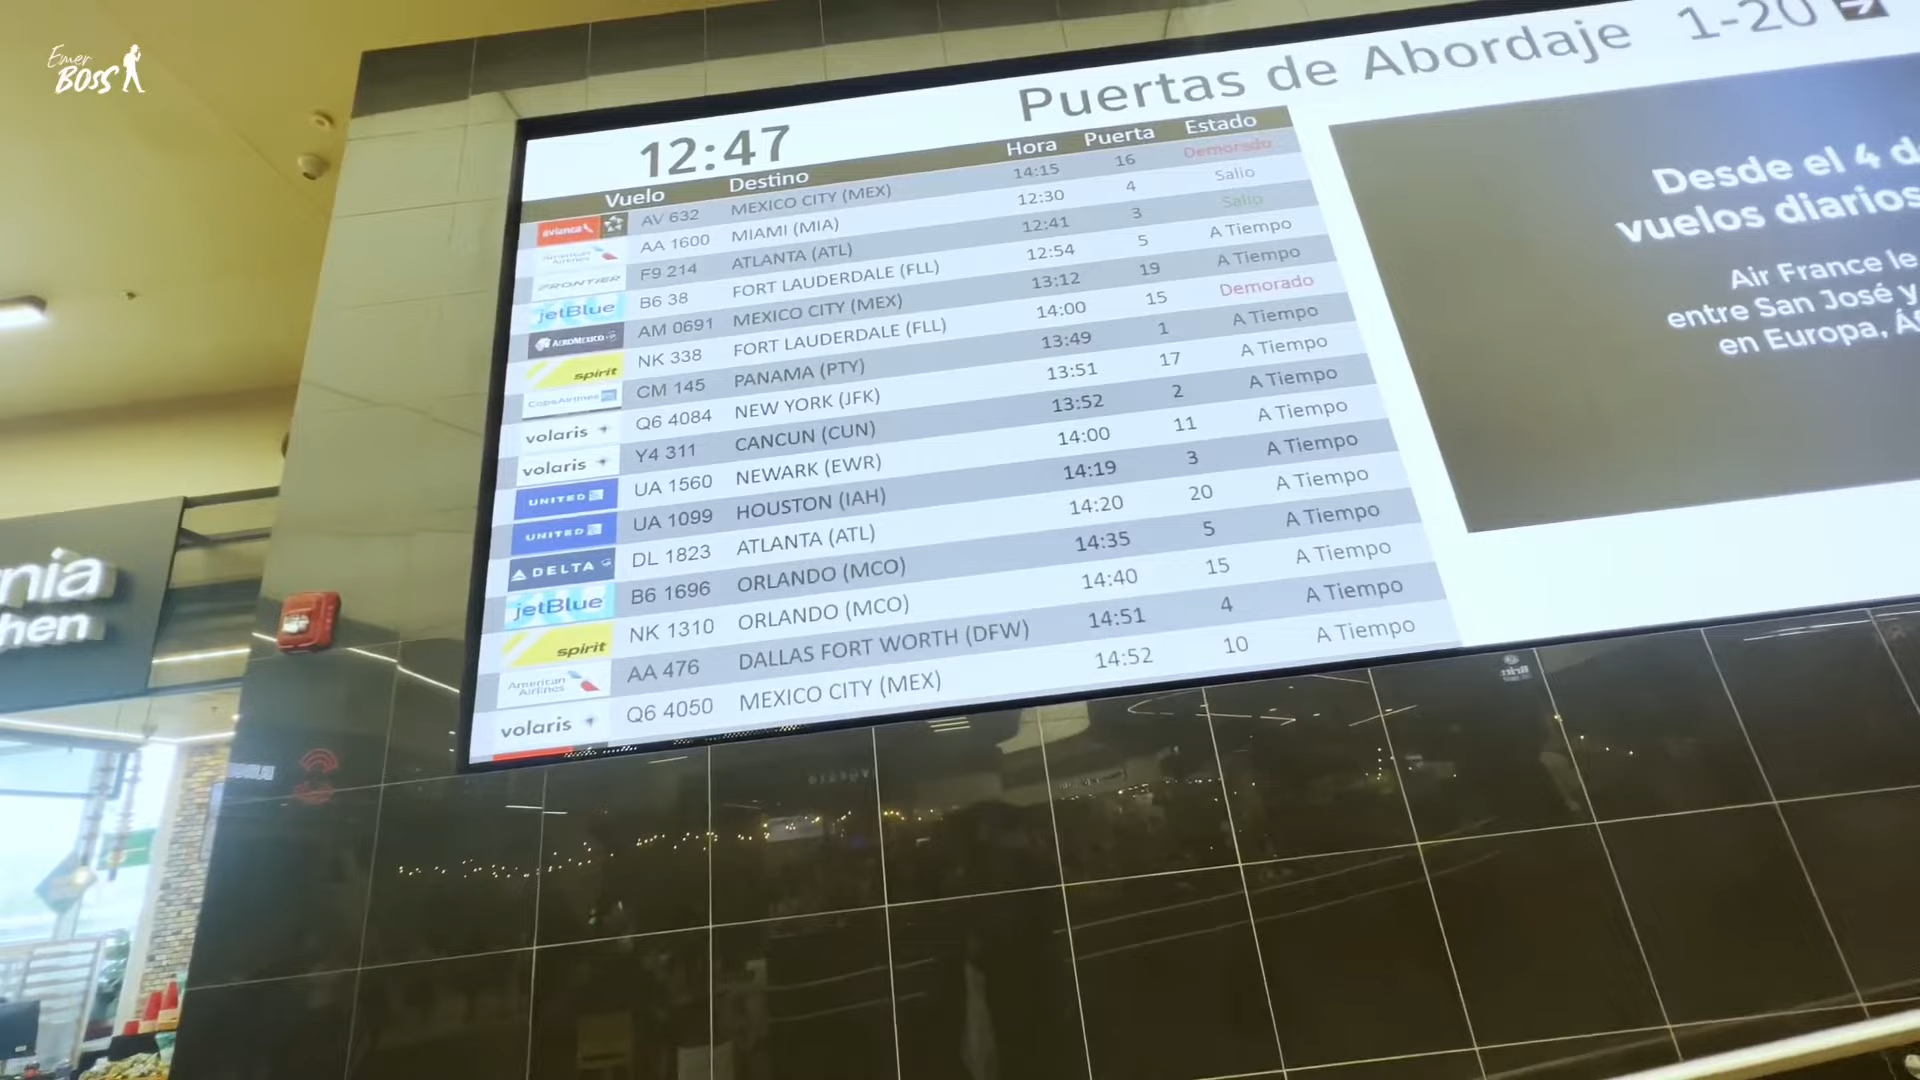 Emer
BOSS
Puertas de Abordaje 1-20
12:47
Vuelo Destino Hora Puerta Estado
avianca AV 632 MEXICO CITY (MEX) 14:15 16 Demorado
American Airlines AA 1600 MIAMI (MIA) 12:30 4 Salio
FRONTIER F9 214 ATLANTA (ATL) 12:41 3 Salio
jetBlue B6 38 FORT LAUDERDALE (FLL) 12:54 5 A Tiempo
AEROMEXICO AM 0691 MEXICO CITY (MEX) 13:12 19 A Tiempo
spirit NK 338 FORT LAUDERDALE (FLL) 14:00 15 Demorado
CopaAirlines CM 145 PANAMA (PTY) 13:49 1 A Tiempo
volaris Q6 4084 NEW YORK (JFK) 13:51 17 A Tiempo
volaris Y4 311 CANCUN (CUN) 13:52 2 A Tiempo
UNITED UA 1560 NEWARK (EWR) 14:00 11 A Tiempo
UNITED UA 1099 HOUSTON (IAH) 14:19 3 A Tiempo
DELTA DL 1823 ATLANTA (ATL) 14:20 20 A Tiempo
jetBlue B6 1696 ORLANDO (MCO) 14:35 5 A Tiempo
spirit NK 1310 ORLANDO (MCO) 14:40 15 A Tiempo
American Airlines AA 476 DALLAS FORT WORTH (DFW) 14:51 4 A Tiempo
volaris Q6 4050 MEXICO CITY (MEX) 14:52 10 A Tiempo
Desde el 4 d
vuelos diarios
Air France le
entre San José y
en Europa, Áf
nia
hen